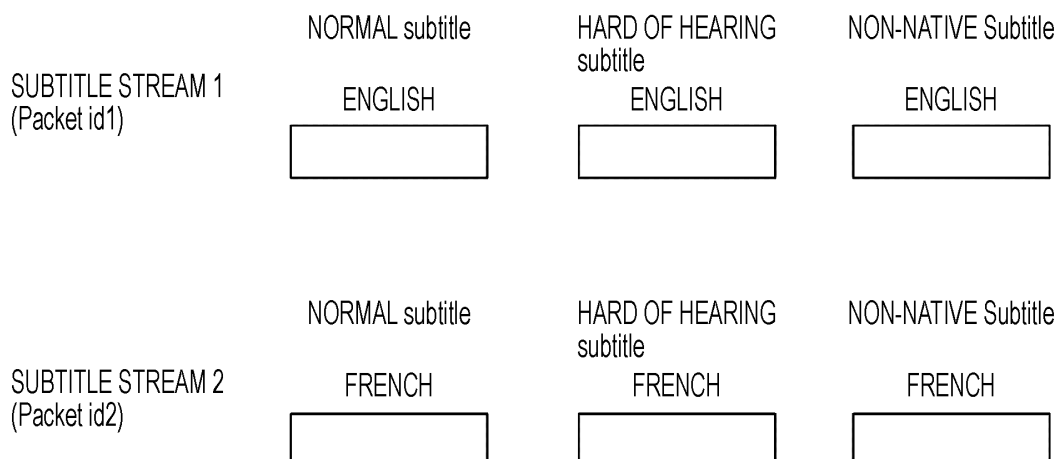 NORMAL subtitle
HARD OF HEARING
subtitle
NON-NATIVE Subtitle
SUBTITLE STREAM 1
(Packet id1)
ENGLISH
ENGLISH
ENGLISH
NORMAL subtitle
HARD OF HEARING
subtitle
NON-NATIVE Subtitle
SUBTITLE STREAM 2
(Packet id2)
FRENCH
FRENCH
FRENCH